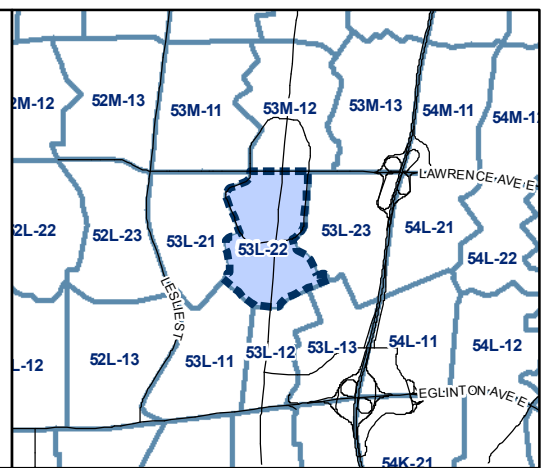 2M-12
52M-13
53M-11
53M-12
53M-13
54M-11
54M-1
LAWRENCE AVE E
2L-22
52L-23
53L-21
53L-22
53L-23
54L-21
54L-22
LESLIE ST
L-12
52L-13
53L-11
53L-12
53L-13
54L-11
54L-12
EGLINTON AVE E
54K-21